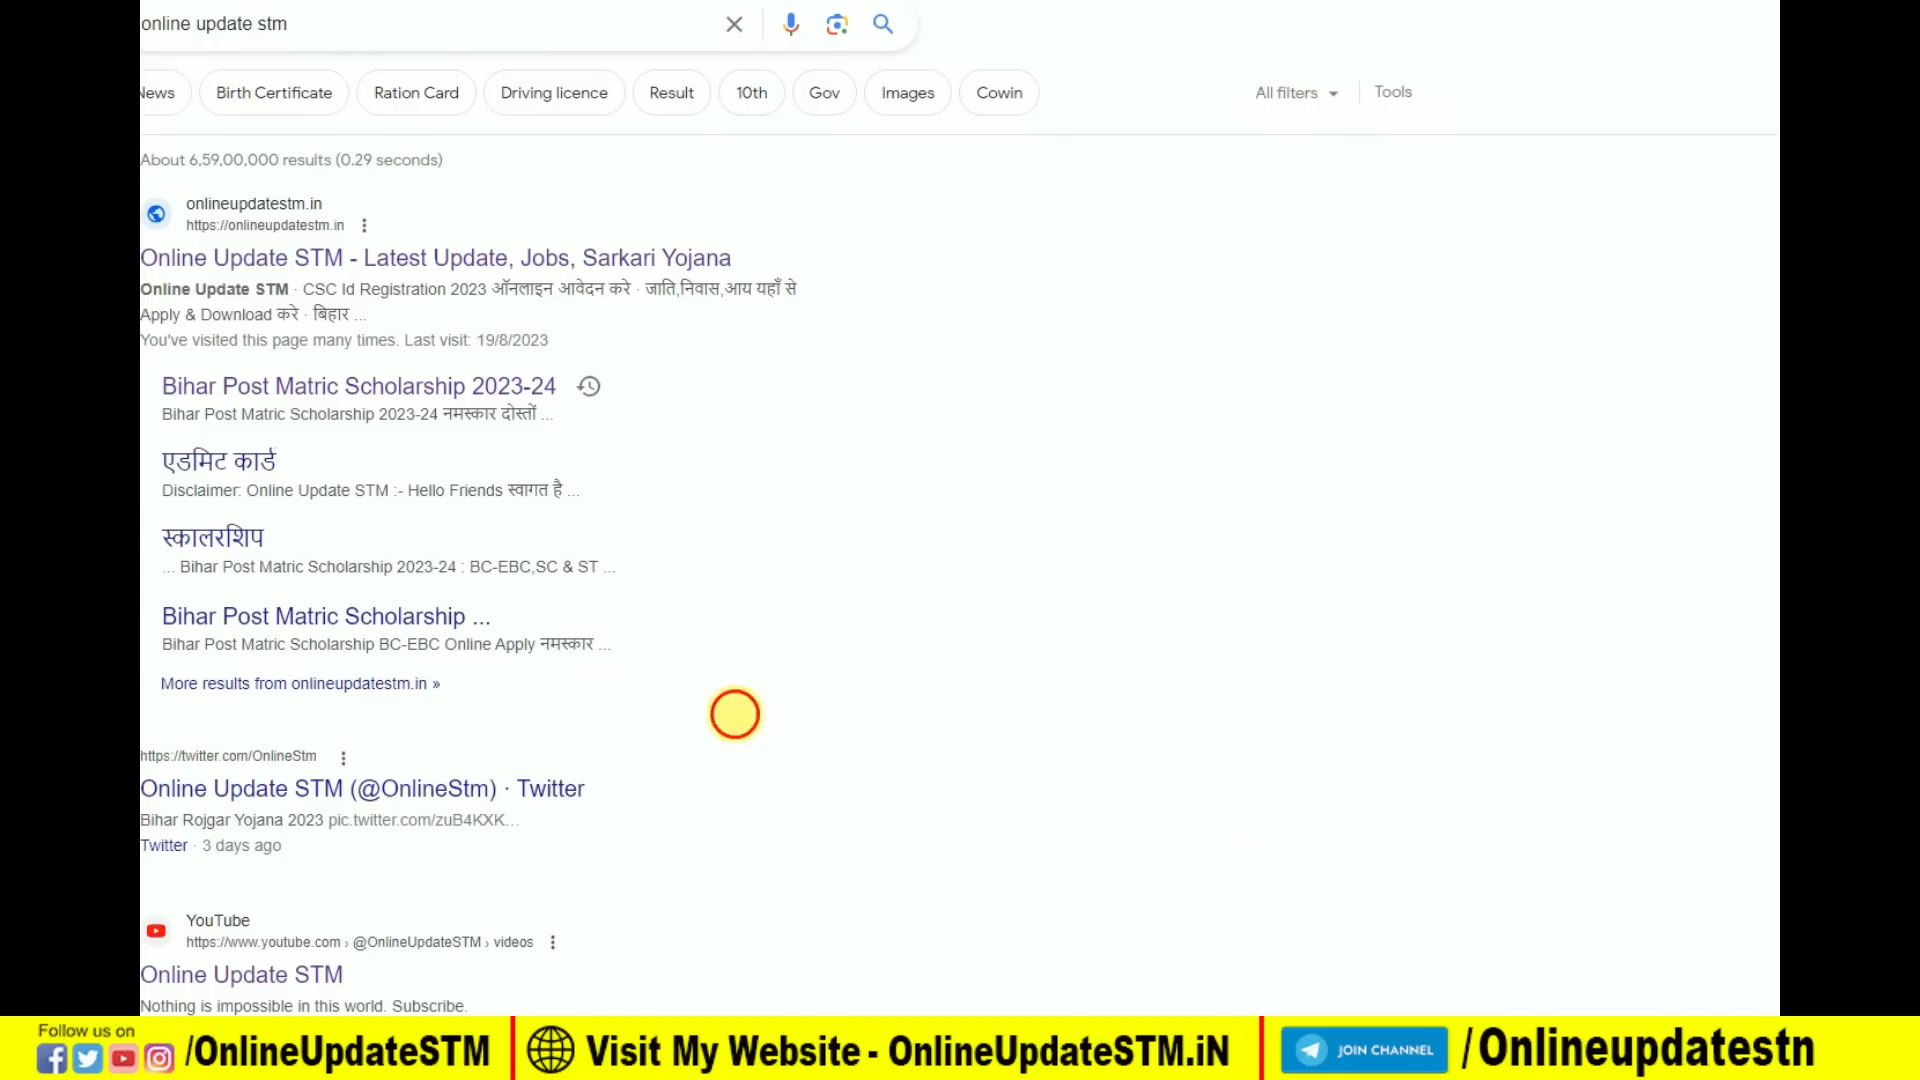 online update stm
News
Birth Certificate
Ration Card
Driving licence
Result
10th
Gov
Images
Cowin
All filters
Tools
About 6,59,00,000 results (0.29 seconds)
onlineupdatestm.in
https://onlineupdatestm.in
Online Update STM - Latest Update, Jobs, Sarkari Yojana
Online Update STM · CSC Id Registration 2023 ऑनलाइन आवेदन करे · जाति,निवास,आय यहाँ से
Apply & Download करे · बिहार ...
You've visited this page many times. Last visit: 19/8/2023
Bihar Post Matric Scholarship 2023-24
Bihar Post Matric Scholarship 2023-24 नमस्कार दोस्तों ...
एडमिट कार्ड
Disclaimer: Online Update STM :- Hello Friends स्वागत है ...
स्कालरशिप
... Bihar Post Matric Scholarship 2023-24 : BC-EBC,SC & ST ...
Bihar Post Matric Scholarship ...
Bihar Post Matric Scholarship BC-EBC Online Apply नमस्कार ...
More results from onlineupdatestm.in »
https://twitter.com/OnlineStm
Online Update STM (@OnlineStm) · Twitter
Bihar Rojgar Yojana 2023 pic.twitter.com/zuB4KXK…
Twitter · 3 days ago
YouTube
https://www.youtube.com › @OnlineUpdateSTM › videos
Online Update STM
Nothing is impossible in this world. Subscribe.
Follow us on
/OnlineUpdateSTM
Visit My Website - OnlineUpdateSTM.iN
JOIN CHANNEL
/Onlineupdatestn